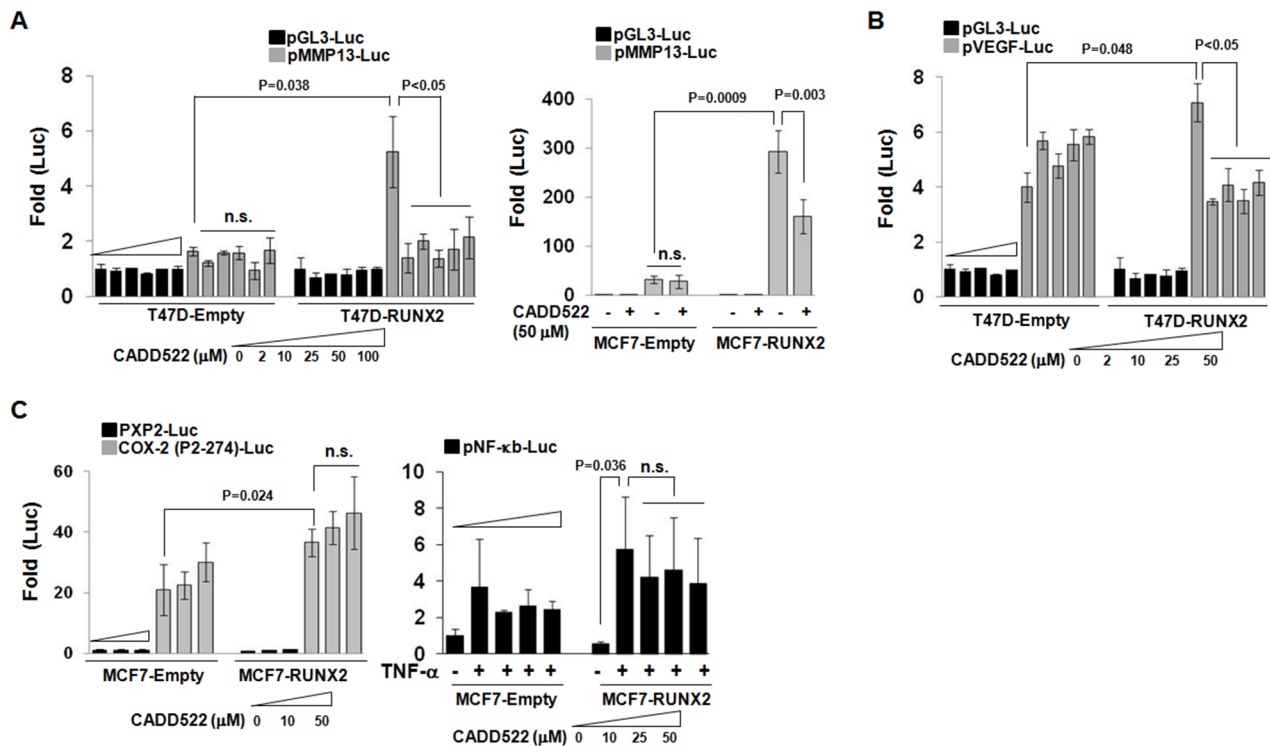 A
pGL3-Luc
pMMP13-Luc
P=0.038
P<0.05
n.s.
Fold (Luc)
8
6
4
2
0
T47D-Empty
T47D-RUNX2
CADD522 (μM)
0 2 10 25 50 100
pGL3-Luc
pMMP13-Luc
P=0.0009
P=0.003
n.s.
Fold (Luc)
400
300
200
100
0
CADD522
(50 μM)
- + - + - + - +
MCF7-Empty
MCF7-RUNX2
B
pGL3-Luc
pVEGF-Luc
P=0.048
P<0.05
Fold (Luc)
8
6
4
2
0
T47D-Empty
T47D-RUNX2
CADD522 (μM)
0 2 10 25 50
C
PXP2-Luc
COX-2 (P2-274)-Luc
n.s.
P=0.024
Fold (Luc)
60
40
20
0
MCF7-Empty
MCF7-RUNX2
CADD522 (μM)
0 10 50
pNF-κb-Luc
P=0.036
n.s.
10
8
6
4
2
0
TNF-α
- + + + + - + + + +
MCF7-Empty
MCF7-RUNX2
CADD522 (μM)
0 10 25 50